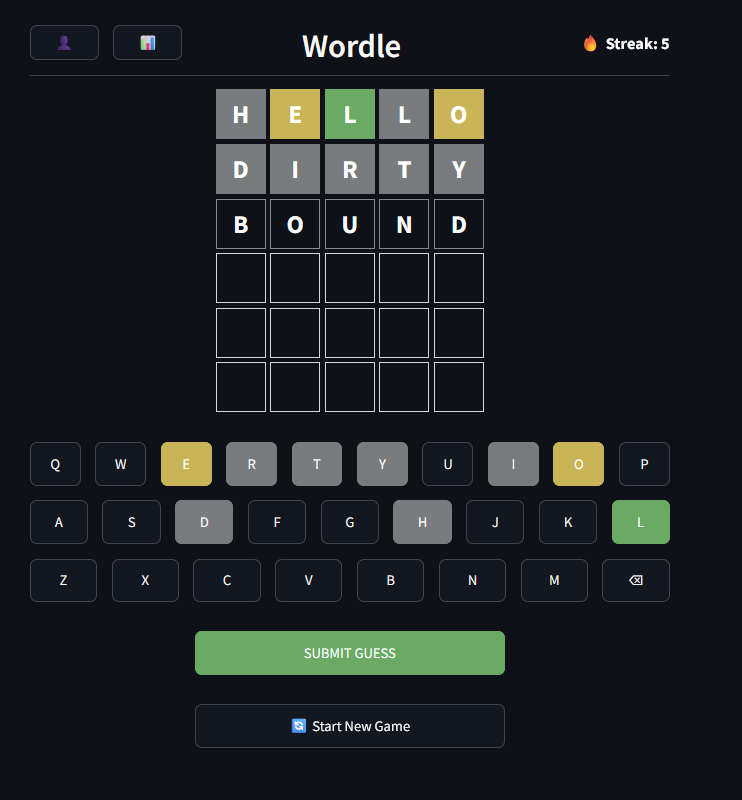 Wordle
🔥 Streak: 5
H E L L O
D I R T Y
B O U N D
Q W E R T Y U I O P
A S D F G H J K L
Z X C V B N M ⌫
SUBMIT GUESS
🔄 Start New Game